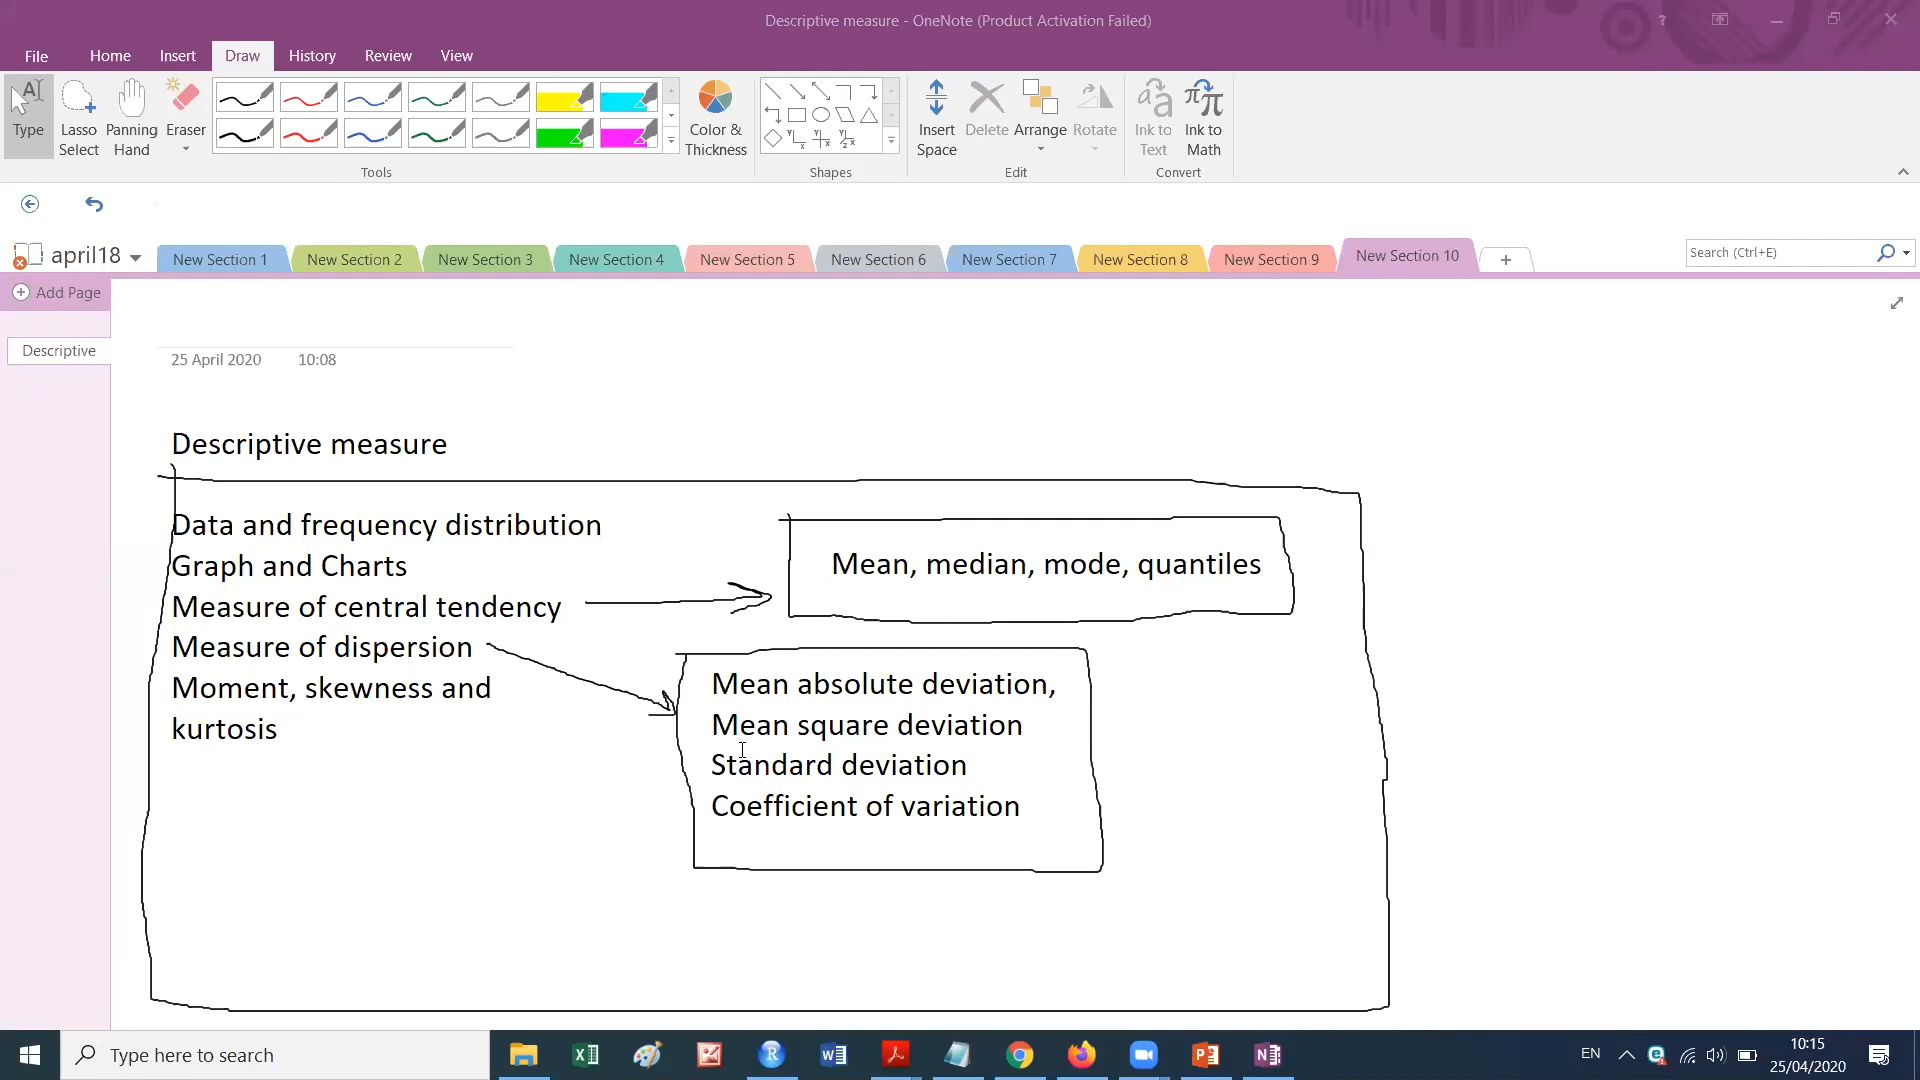 Descriptive measure - OneNote (Product Activation Failed)
File Home Insert Draw History Review View
Type
Lasso Select
Panning Hand
Eraser
Color & Thickness
Insert Space
Delete
Arrange
Rotate
Ink to Text
Ink to Math
Tools Shapes Edit Convert
april18
New Section 1 New Section 2 New Section 3 New Section 4 New Section 5 New Section 6 New Section 7 New Section 8 New Section 9 New Section 10
Search (Ctrl+E)
Add Page
Descriptive
25 April 2020 10:08
Descriptive measure
Data and frequency distribution
Graph and Charts
Measure of central tendency
Measure of dispersion
Moment, skewness and
kurtosis
Mean, median, mode, quantiles
Mean absolute deviation,
Mean square deviation
Standard deviation
Coefficient of variation
Type here to search
EN
10:15
25/04/2020